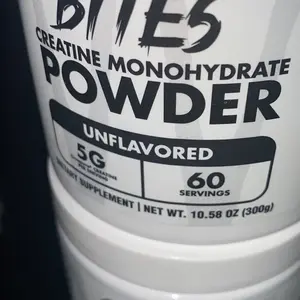 BITES
CREATINE MONOHYDRATE
POWDER
UNFLAVORED
5G
60
SERVINGS
DIETARY SUPPLEMENT | NET WT. 10.58 OZ (300g)